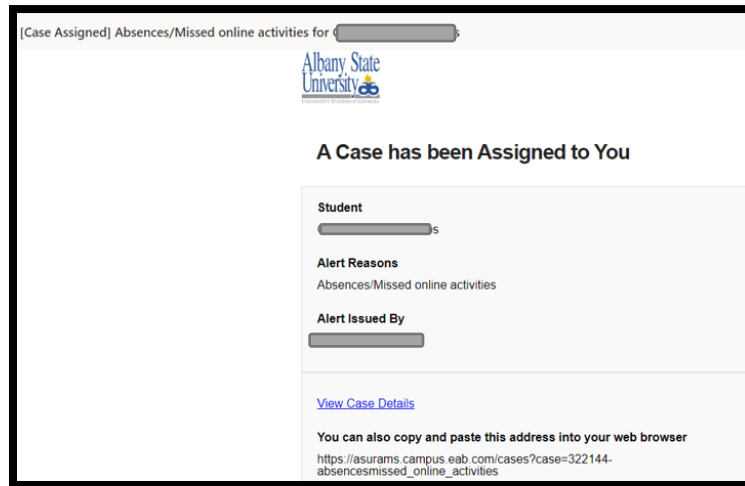 [Case Assigned] Absences/Missed online activities for
Albany State
University
UNIVERSITY SYSTEM OF GEORGIA
A Case has been Assigned to You
Student
s
Alert Reasons
Absences/Missed online activities
Alert Issued By
View Case Details
You can also copy and paste this address into your web browser
https://asurams.campus.eab.com/cases?case=322144-
absencesmissed_online_activities